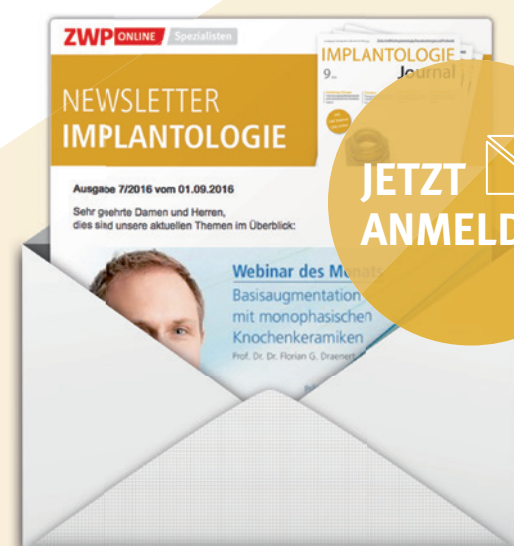 ZWP ONLINE Spezialisten
IMPLANTOLOGIE
Journal
9
NEWSLETTER
IMPLANTOLOGIE
JETZT
ANMELD
Ausgabe 7/2016 vom 01.09.2016
Sehr geehrte Damen und Herren,
dies sind unsere aktuellen Themen im Überblick:
Webinar des Monats
Basisaugmentation
mit monophasischen
Knochenkeramiken
Prof. Dr. Dr. Florian G. Draenert